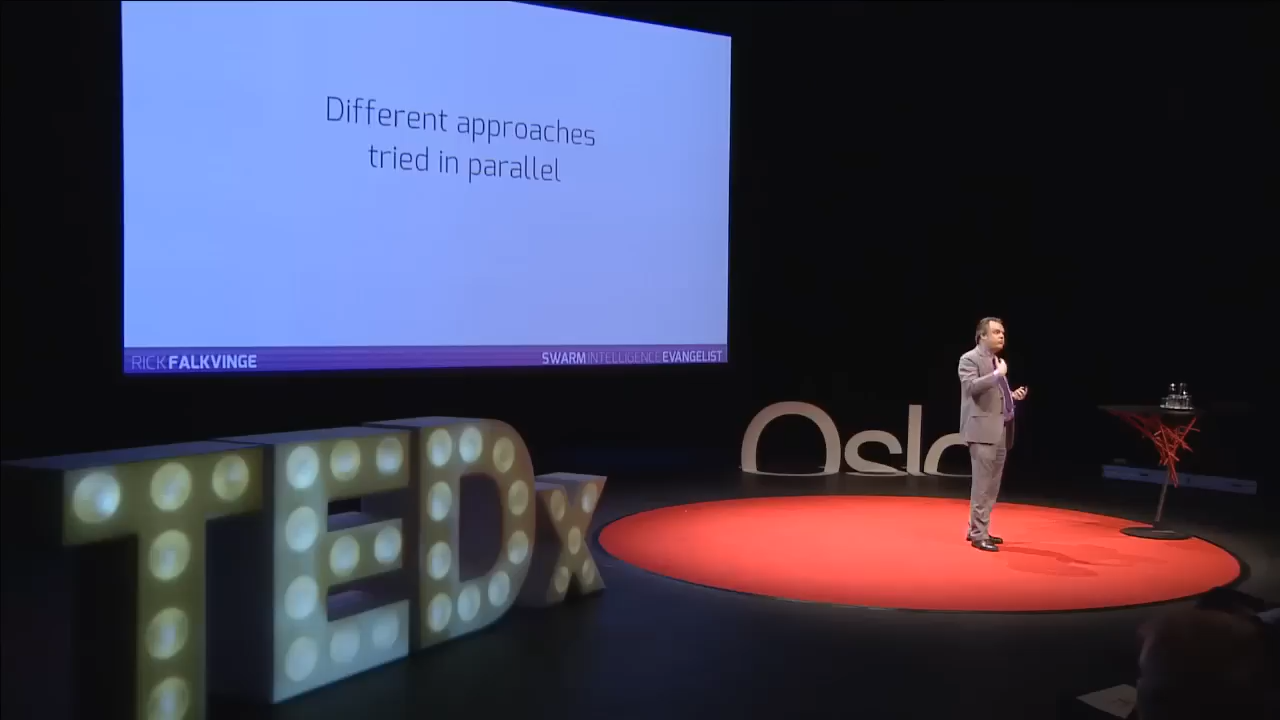 Different approaches
tried in parallel
RICKFALKVINGE
SWARMINTELLIGENCEEVANGELIST
TEDx
Oslo